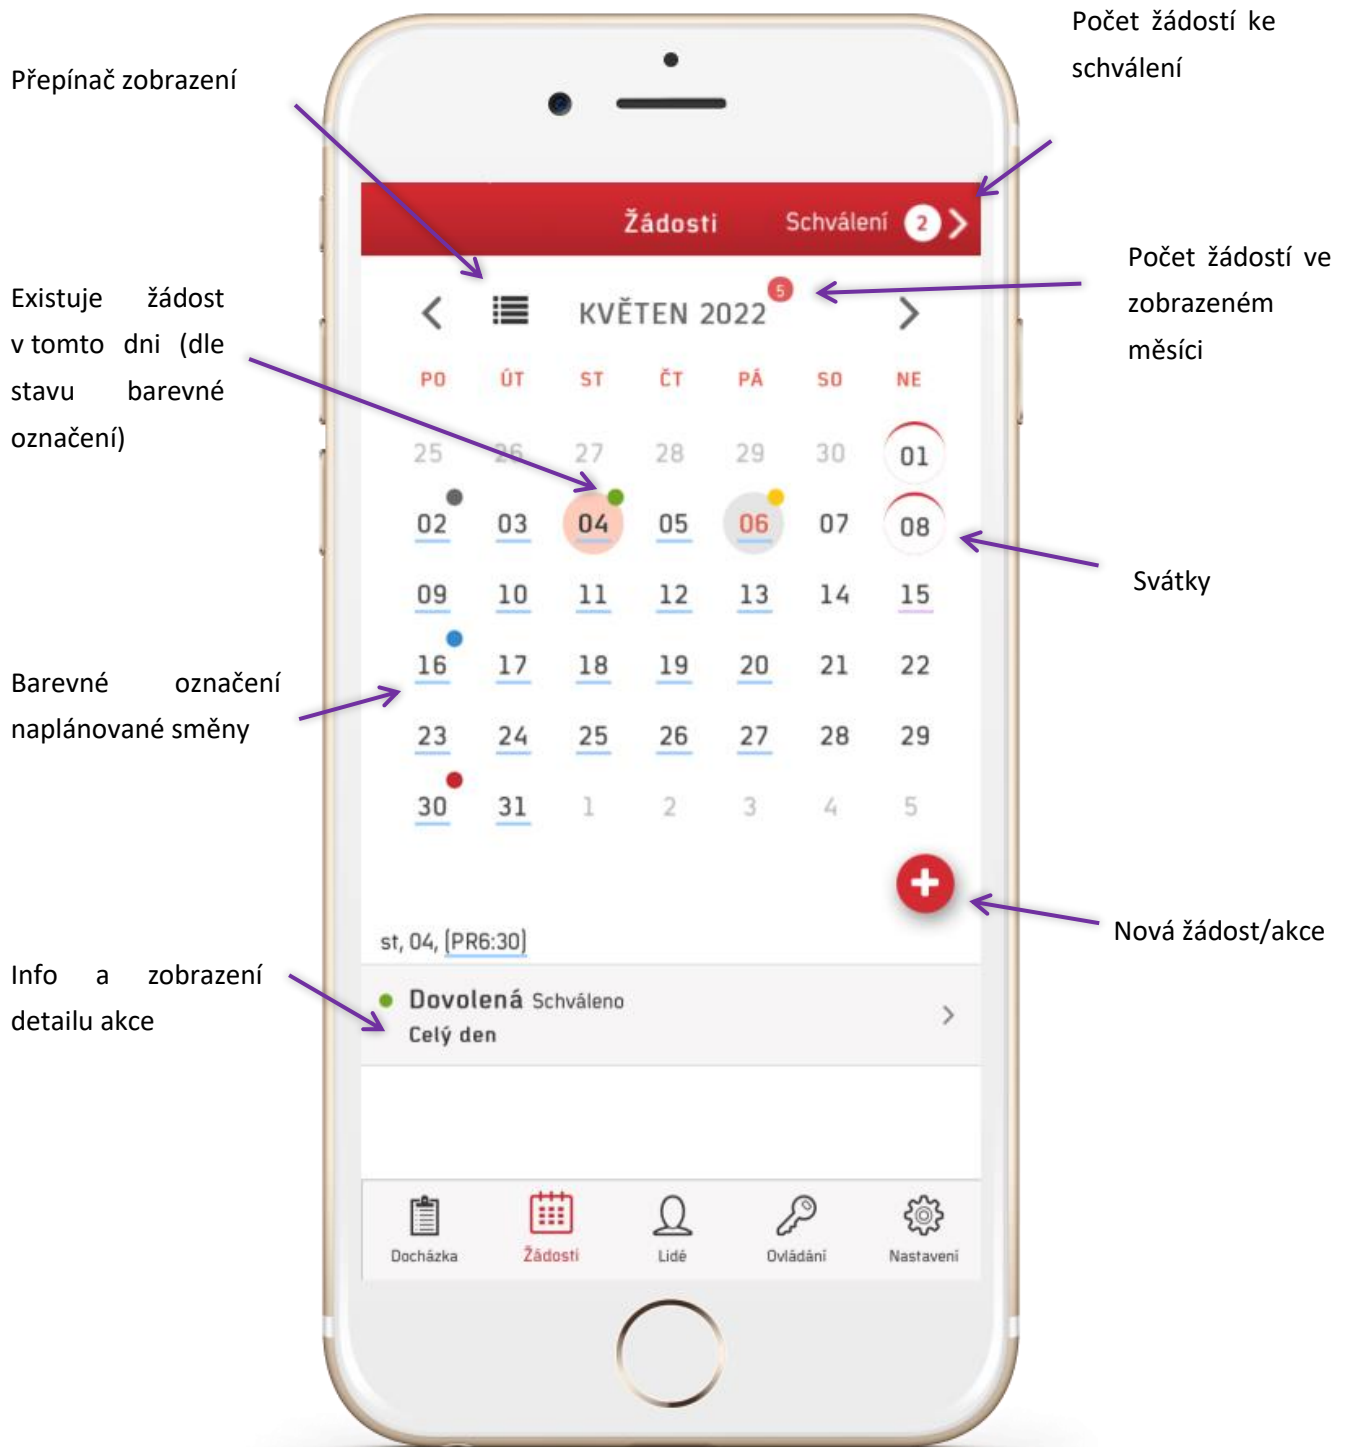 Počet žádostí ke
schválení
Přepínač zobrazení
Žádosti
Schválení 2
Počet žádostí ve
zobrazeném
měsíci
Existuje žádost
v tomto dni (dle
stavu barevné
označení)
KVĚTEN 2022 5
PO ÚT ST ČT PÁ SO NE
25 26 27 28 29 30 01
02 03 04 05 06 07 08
Svátky
09 10 11 12 13 14 15
16 17 18 19 20 21 22
Barevné označení
naplánované směny
23 24 25 26 27 28 29
30 31 1 2 3 4 5
Nová žádost/akce
st, 04, (PR6:30)
Info a zobrazení
detailu akce
Dovolená Schváleno
Celý den
Docházka Žádosti Lidé Ovládání Nastavení